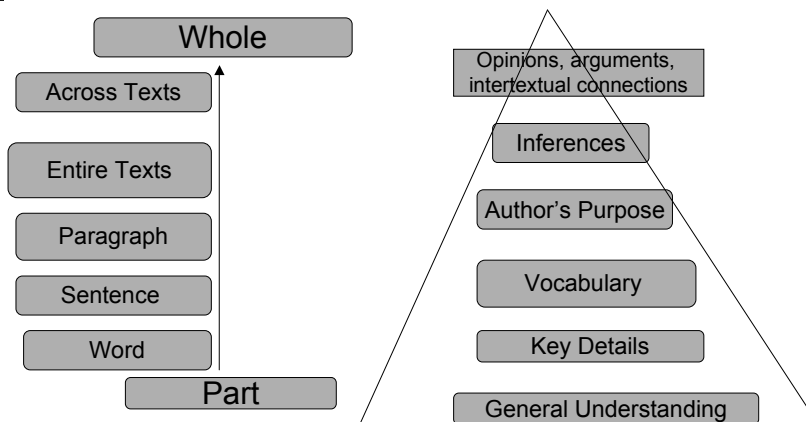 Whole
Across Texts
Entire Texts
Paragraph
Sentence
Word
Part
Opinions, arguments,
intertextual connections
Inferences
Author's Purpose
Vocabulary
Key Details
General Understanding